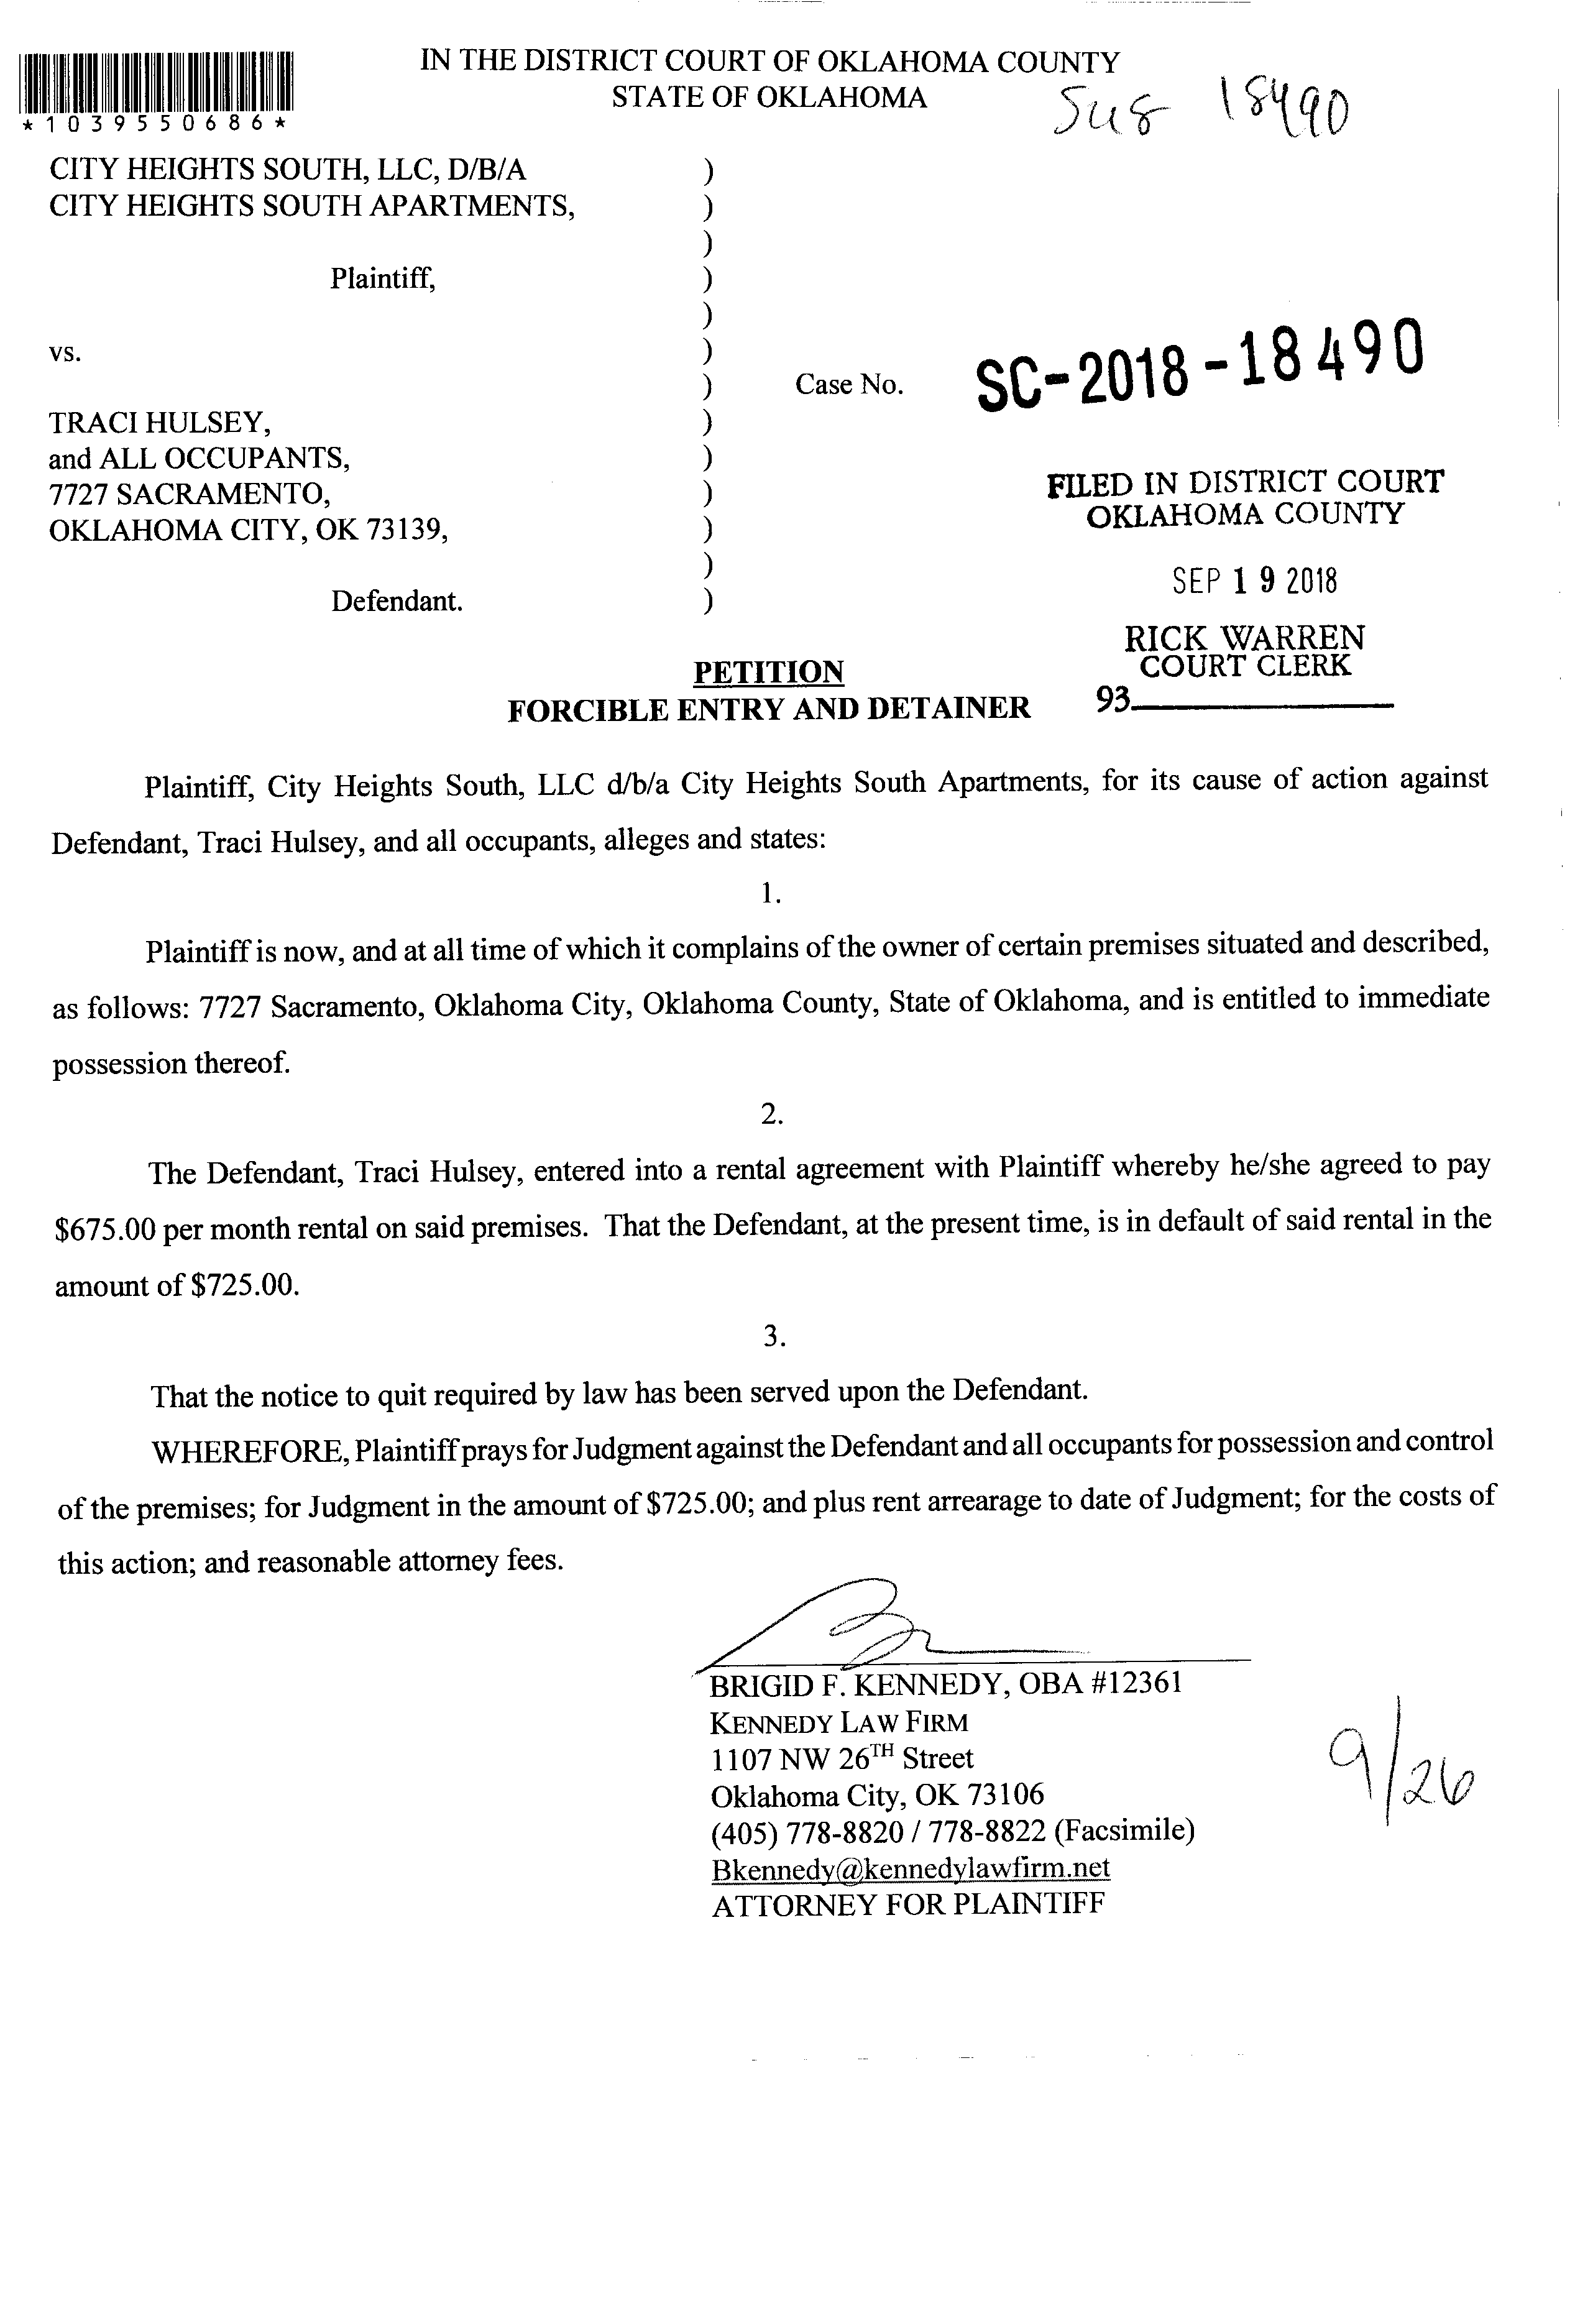 IN THE DISTRICT COURT OF OKLAHOMA COUNTY
STATE OF OKLAHOMA
*1039550686*
18490
CITY HEIGHTS SOUTH, LLC, D/B/A )
CITY HEIGHTS SOUTH APARTMENTS, )
)
Plaintiff, )
)
vs. )
) Case No. SC-2018-18490
TRACI HULSEY, )
and ALL OCCUPANTS, )
7727 SACRAMENTO, )
OKLAHOMA CITY, OK 73139, )
)
Defendant. )
FILED IN DISTRICT COURT
OKLAHOMA COUNTY
SEP 19 2018
RICK WARREN
COURT CLERK
93
PETITION
FORCIBLE ENTRY AND DETAINER
Plaintiff, City Heights South, LLC d/b/a City Heights South Apartments, for its cause of action against
Defendant, Traci Hulsey, and all occupants, alleges and states:
1.
Plaintiff is now, and at all time of which it complains of the owner of certain premises situated and described,
as follows: 7727 Sacramento, Oklahoma City, Oklahoma County, State of Oklahoma, and is entitled to immediate
possession thereof.
2.
The Defendant, Traci Hulsey, entered into a rental agreement with Plaintiff whereby he/she agreed to pay
$675.00 per month rental on said premises. That the Defendant, at the present time, is in default of said rental in the
amount of $725.00.
3.
That the notice to quit required by law has been served upon the Defendant.
WHEREFORE, Plaintiff prays for Judgment against the Defendant and all occupants for possession and control
of the premises; for Judgment in the amount of $725.00; and plus rent arrearage to date of Judgment; for the costs of
this action; and reasonable attorney fees.
BRIGID F. KENNEDY, OBA #12361
KENNEDY LAW FIRM
1107 NW 26TH Street
Oklahoma City, OK 73106
(405) 778-8820 / 778-8822 (Facsimile)
Bkennedy@kennedylawfirm.net
ATTORNEY FOR PLAINTIFF
9/26